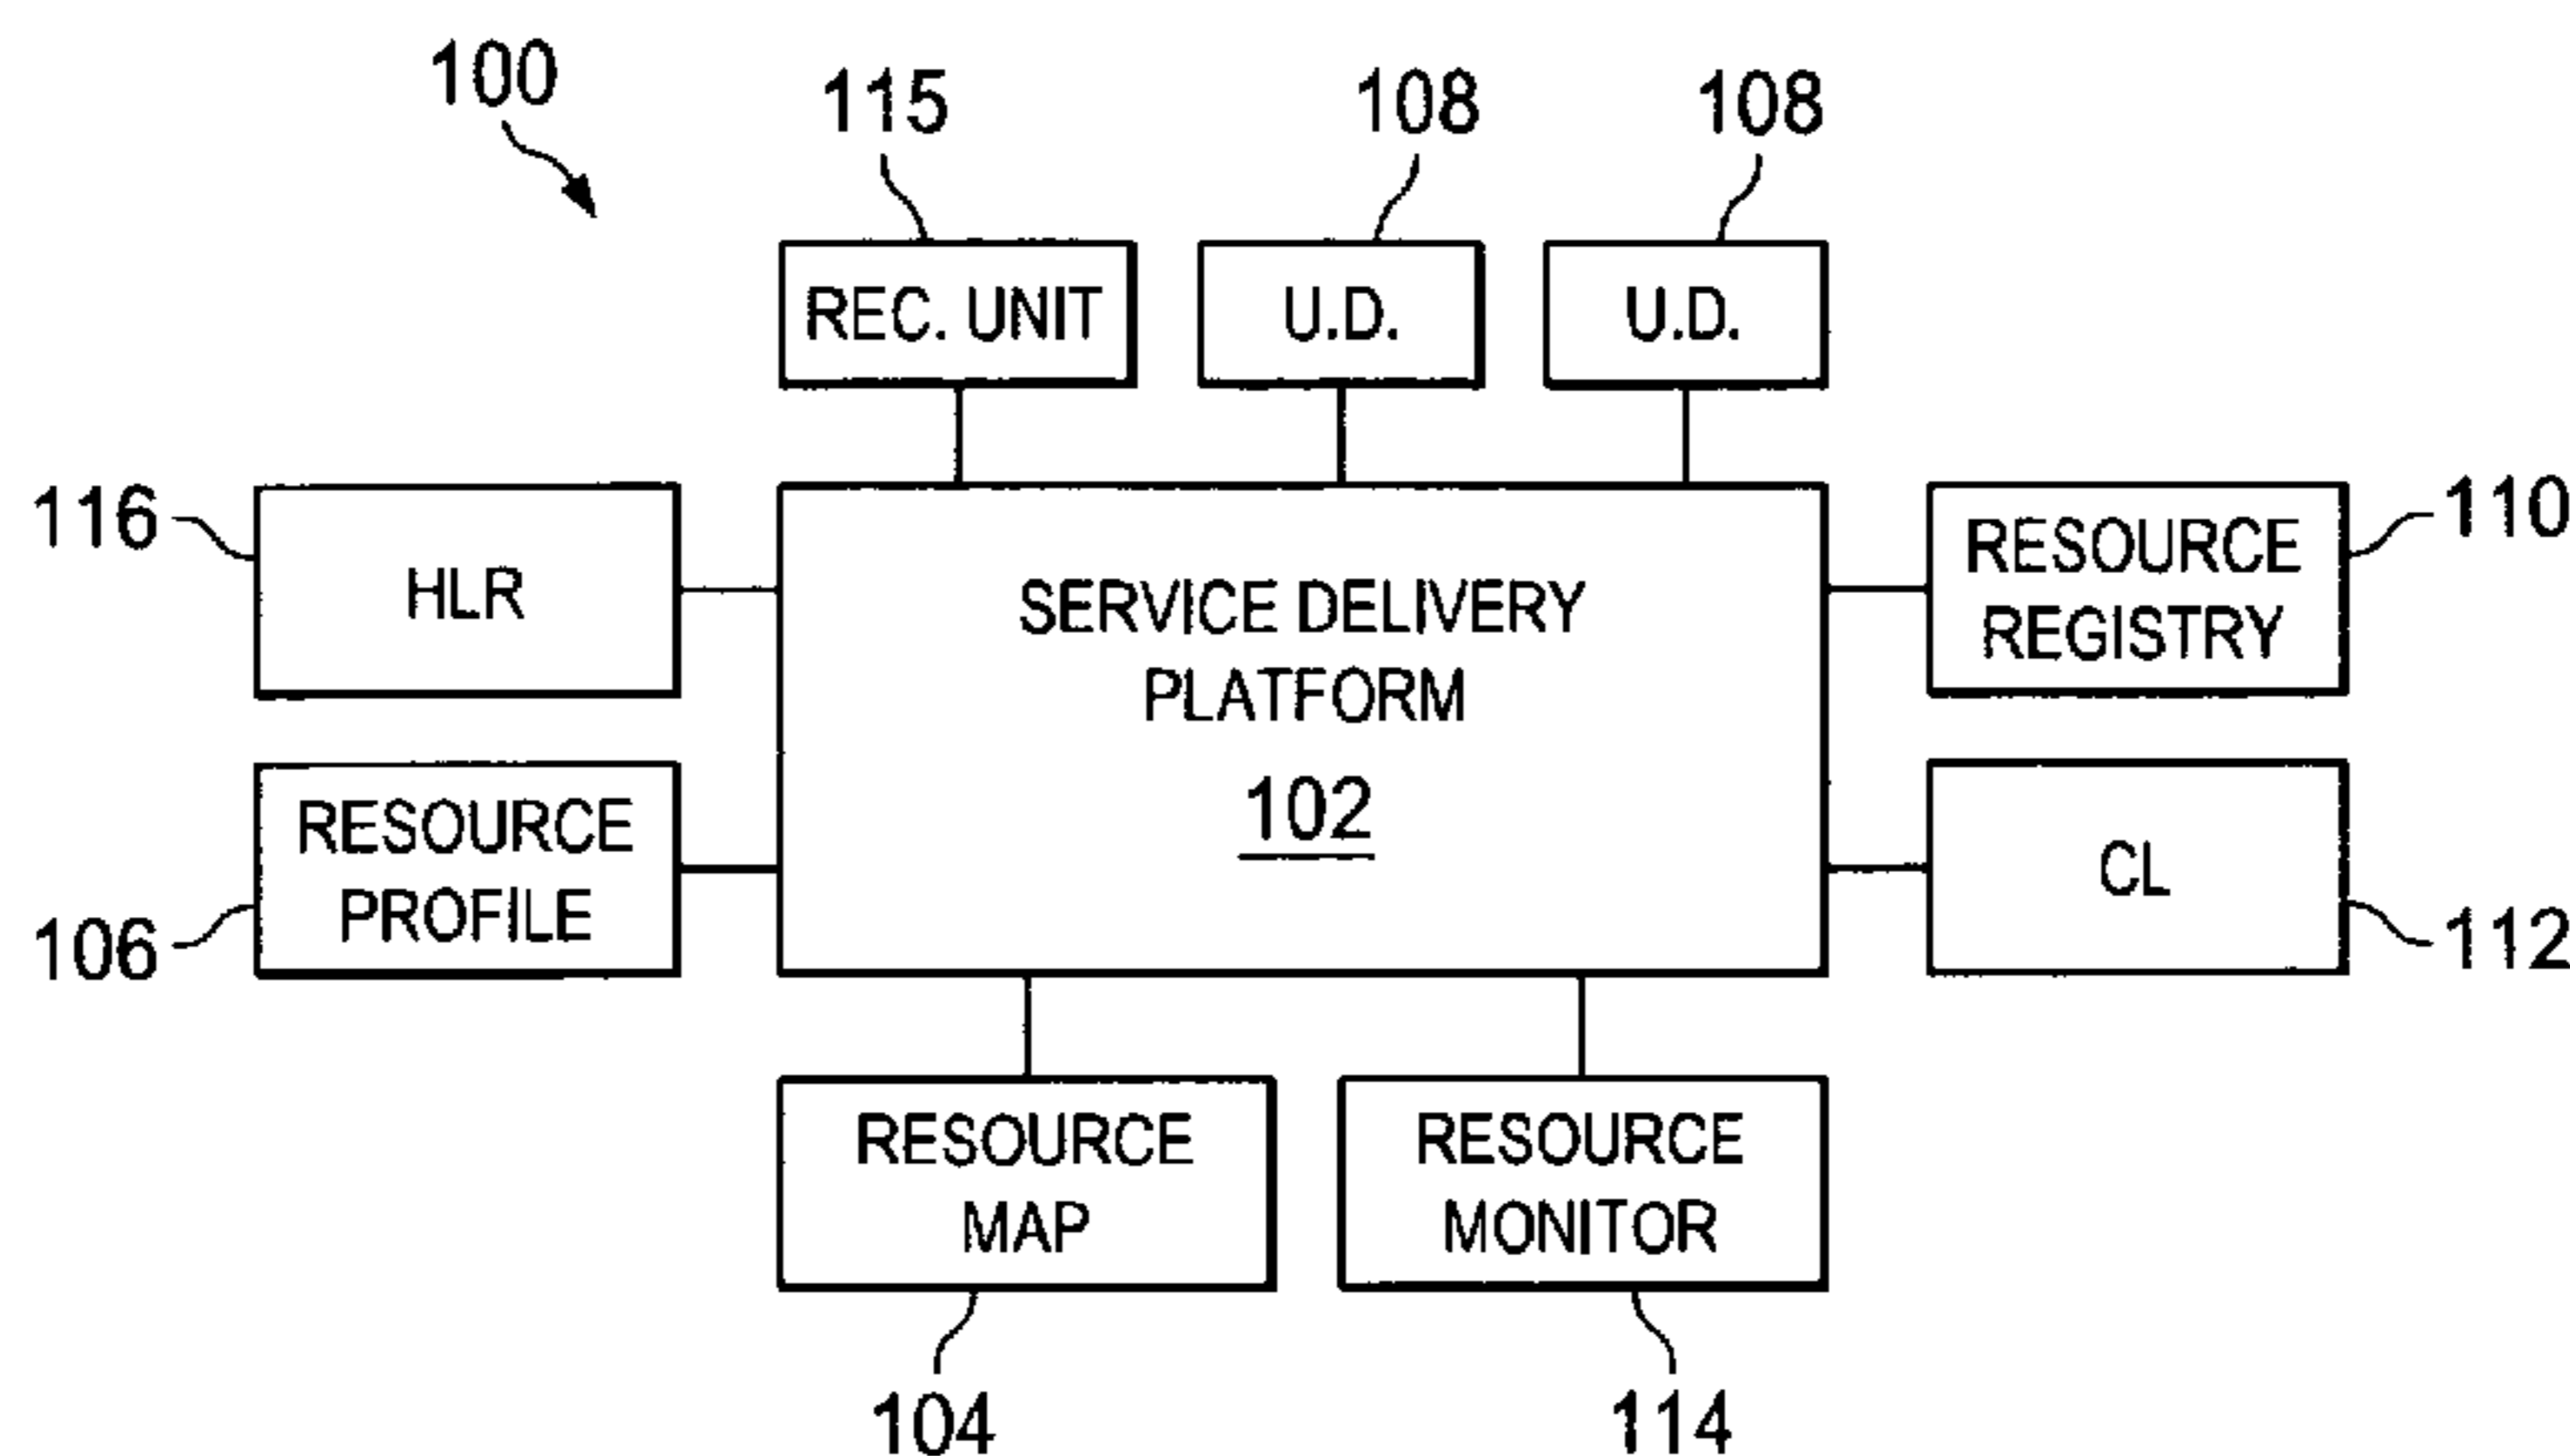 100
115
108
108
REC. UNIT
U.D.
U.D.
116
HLR
SERVICE DELIVERY
PLATFORM
102
RESOURCE
REGISTRY
110
RESOURCE
PROFILE
106
CL
112
RESOURCE
MAP
RESOURCE
MONITOR
104
114